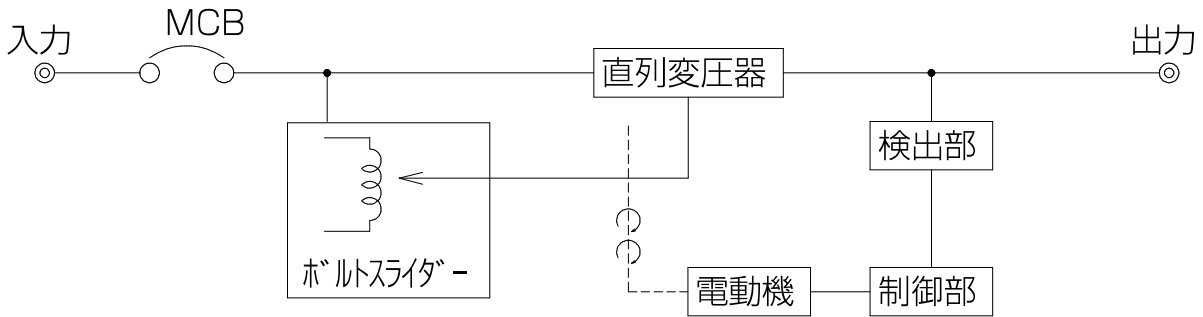 MCB
入力
出力
直列変圧器
検出部
ﾎﾞﾙﾄｽﾗｲﾀﾞｰ
電動機
制御部